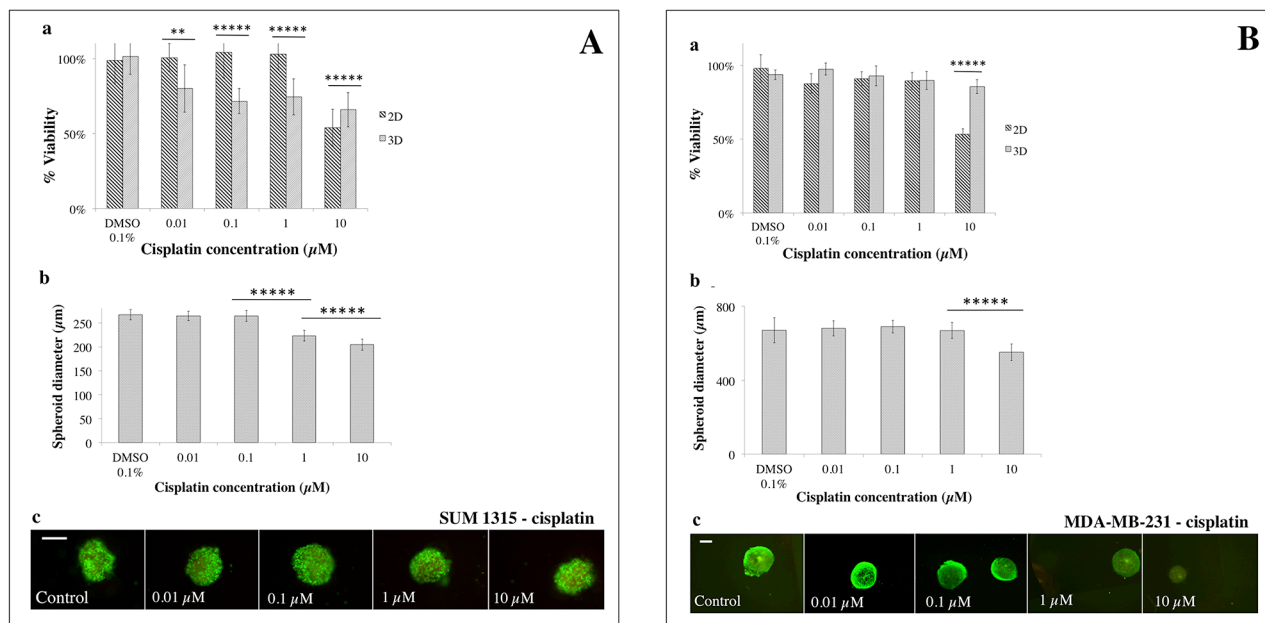 A
a
** ***** ***** *****
100%
50%
0%
% Viability
2D
3D
DMSO 0.1% 0.01 0.1 1 10
Cisplatin concentration (µM)
b
***** *****
250
200
150
100
50
0
Spheroid diameter (µm)
DMSO 0.1% 0.01 0.1 1 10
Cisplatin concentration (µM)
c
SUM 1315 - cisplatin
Control 0.01 µM 0.1 µM 1 µM 10 µM
B
a
*****
100%
50%
0%
% Viability
2D
3D
DMSO 0.1% 0.01 0.1 1 10
Cisplatin concentration (µM)
b
*****
800
400
0
Spheroid diameter (µm)
DMSO 0.1% 0.01 0.1 1 10
Cisplatin concentration (µM)
c
MDA-MB-231 - cisplatin
Control 0.01 µM 0.1 µM 1 µM 10 µM